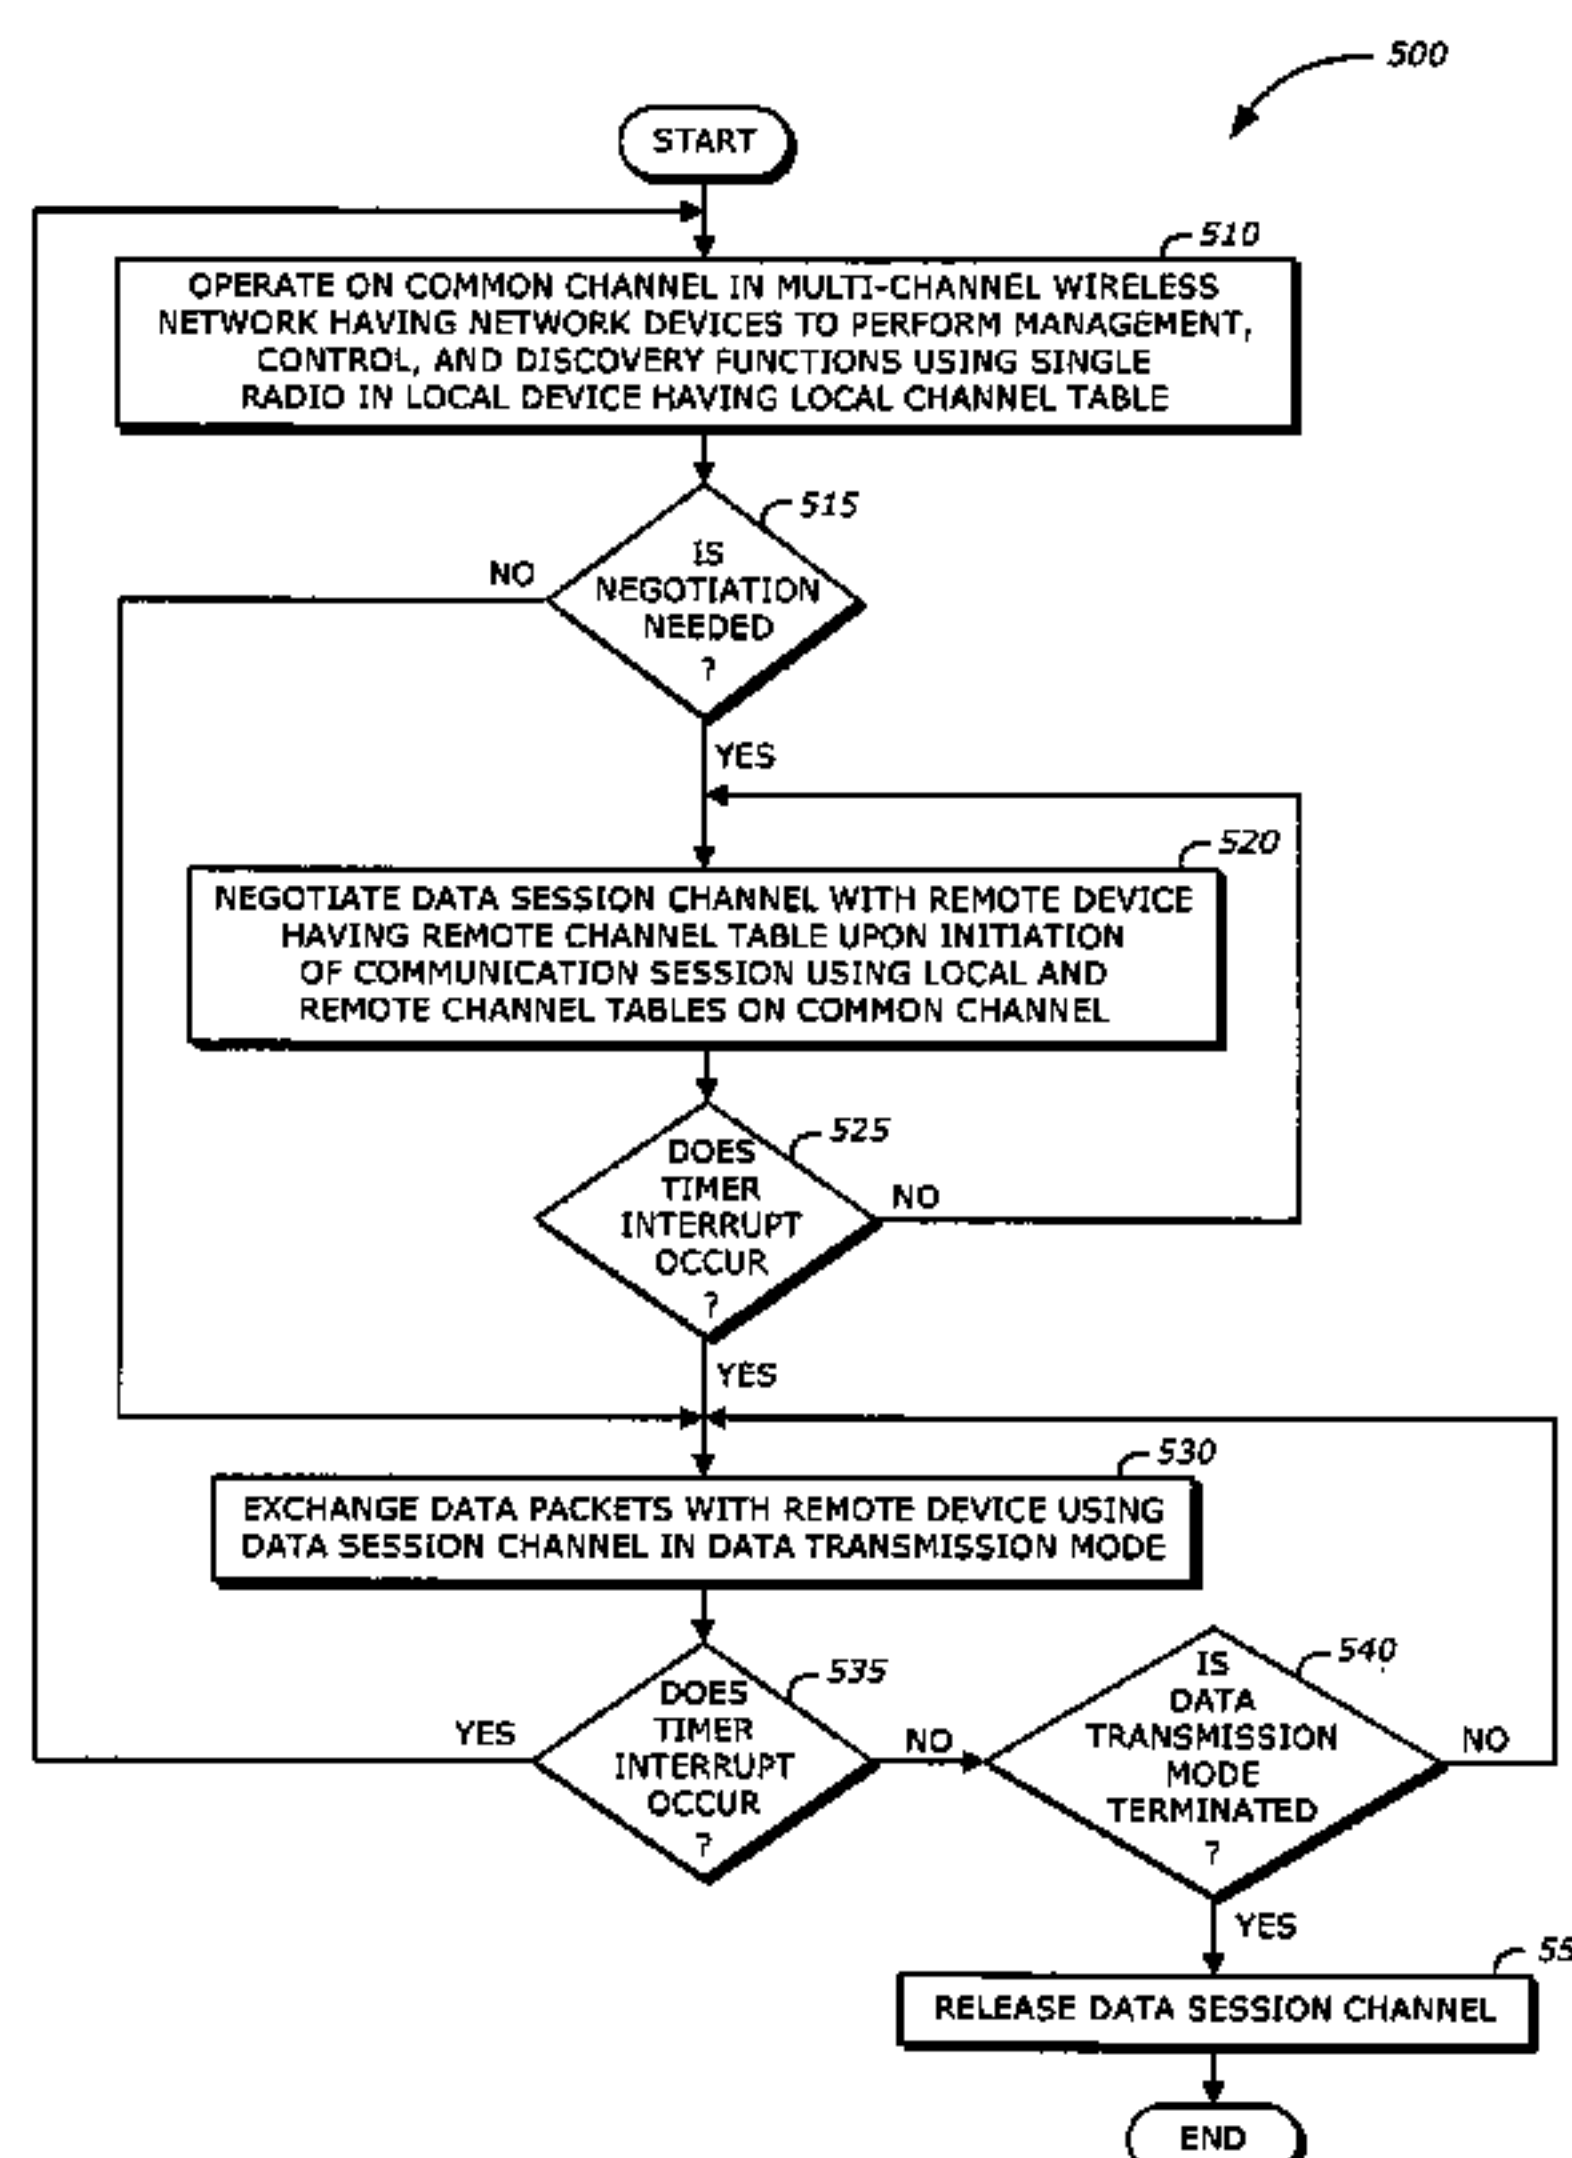 500
START
510
OPERATE ON COMMON CHANNEL IN MULTI-CHANNEL WIRELESS
NETWORK HAVING NETWORK DEVICES TO PERFORM MANAGEMENT,
CONTROL, AND DISCOVERY FUNCTIONS USING SINGLE
RADIO IN LOCAL DEVICE HAVING LOCAL CHANNEL TABLE
515
NO
IS
NEGOTIATION
NEEDED
?
YES
520
NEGOTIATE DATA SESSION CHANNEL WITH REMOTE DEVICE
HAVING REMOTE CHANNEL TABLE UPON INITIATION
OF COMMUNICATION SESSION USING LOCAL AND
REMOTE CHANNEL TABLES ON COMMON CHANNEL
525
DOES
TIMER
INTERRUPT
OCCUR
?
NO
YES
530
EXCHANGE DATA PACKETS WITH REMOTE DEVICE USING
DATA SESSION CHANNEL IN DATA TRANSMISSION MODE
535
YES
DOES
TIMER
INTERRUPT
OCCUR
?
NO
540
IS
DATA
TRANSMISSION
MODE
TERMINATED
?
NO
YES
RELEASE DATA SESSION CHANNEL
END